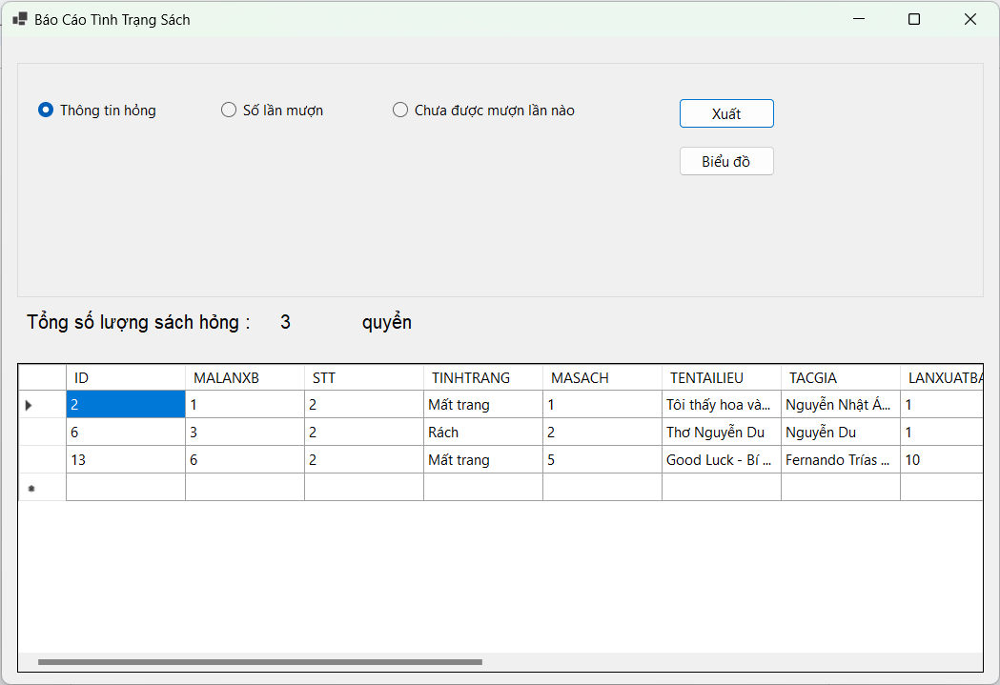 Báo Cáo Tình Trạng Sách
Thông tin hỏng Số lần mượn Chưa được mượn lần nào Xuất
Biểu đồ
Tổng số lượng sách hỏng : 3 quyển
ID MALANXB STT TINHTRANG MASACH TENTAILIEU TACGIA LANXUATBA
2 1 2 Mất trang 1 Tôi thấy hoa và... Nguyễn Nhật Á... 1
6 3 2 Rách 2 Thơ Nguyễn Du Nguyễn Du 1
13 6 2 Mất trang 5 Good Luck - Bí ... Fernando Trías ... 10